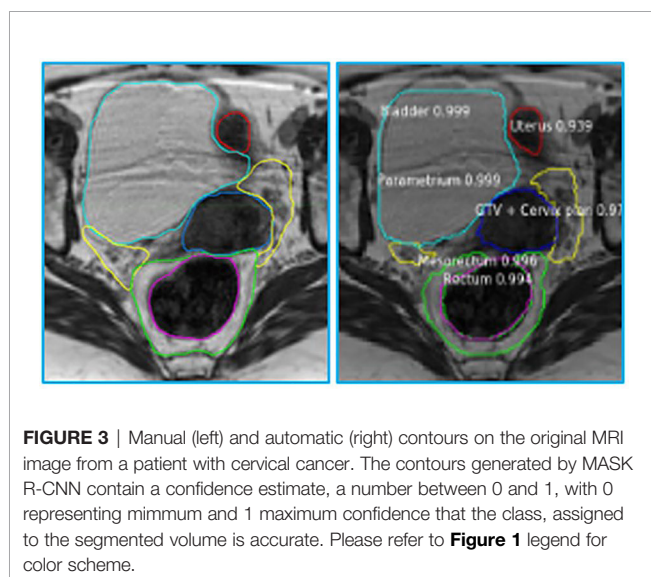 Bladder 0.999
Uterus 0.939
Parametrium 0.999
GTV + Cervix plan 0.97
Mesorectum 0.996
Rectum 0.994
FIGURE 3 | Manual (left) and automatic (right) contours on the original MRI
image from a patient with cervical cancer. The contours generated by MASK
R-CNN contain a confidence estimate, a number between 0 and 1, with 0
representing mimmum and 1 maximum confidence that the class, assigned
to the segmented volume is accurate. Please refer to Figure 1 legend for
color scheme.